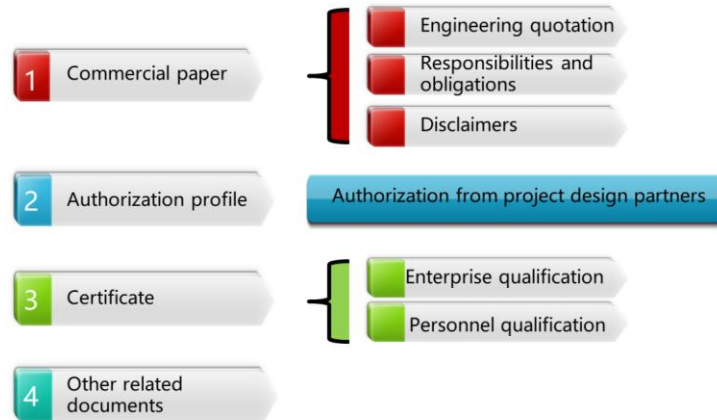 1
Commercial paper
Engineering quotation
Responsibilities and
obligations
Disclaimers
2
Authorization profile
Authorization from project design partners
3
Certificate
Enterprise qualification
Personnel qualification
4
Other related
documents